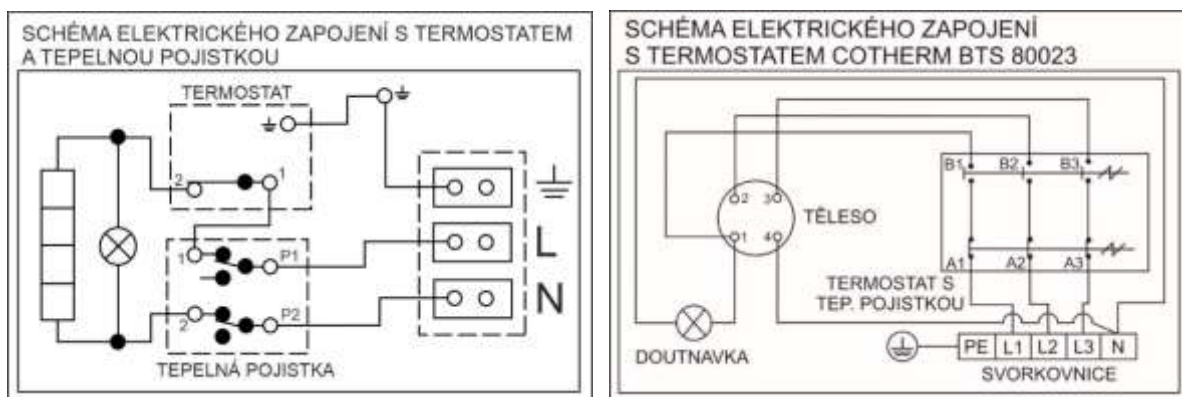 SCHÉMA ELEKTRICKÉHO ZAPOJENÍ S TERMOSTATEM
A TEPELNOU POJISTKOU
TERMOSTAT
2
1
1
P1
L
2
P2
N
TEPELNÁ POJISTKA
SCHÉMA ELEKTRICKÉHO ZAPOJENÍ
S TERMOSTATEM COTHERM BTS 80023
B1 B2 B3
2 3
1 4
TĚLESO
A1 A2 A3
TERMOSTAT S
TEP. POJISTKOU
DOUTNAVKA
PE L1 L2 L3 N
SVORKOVNICE